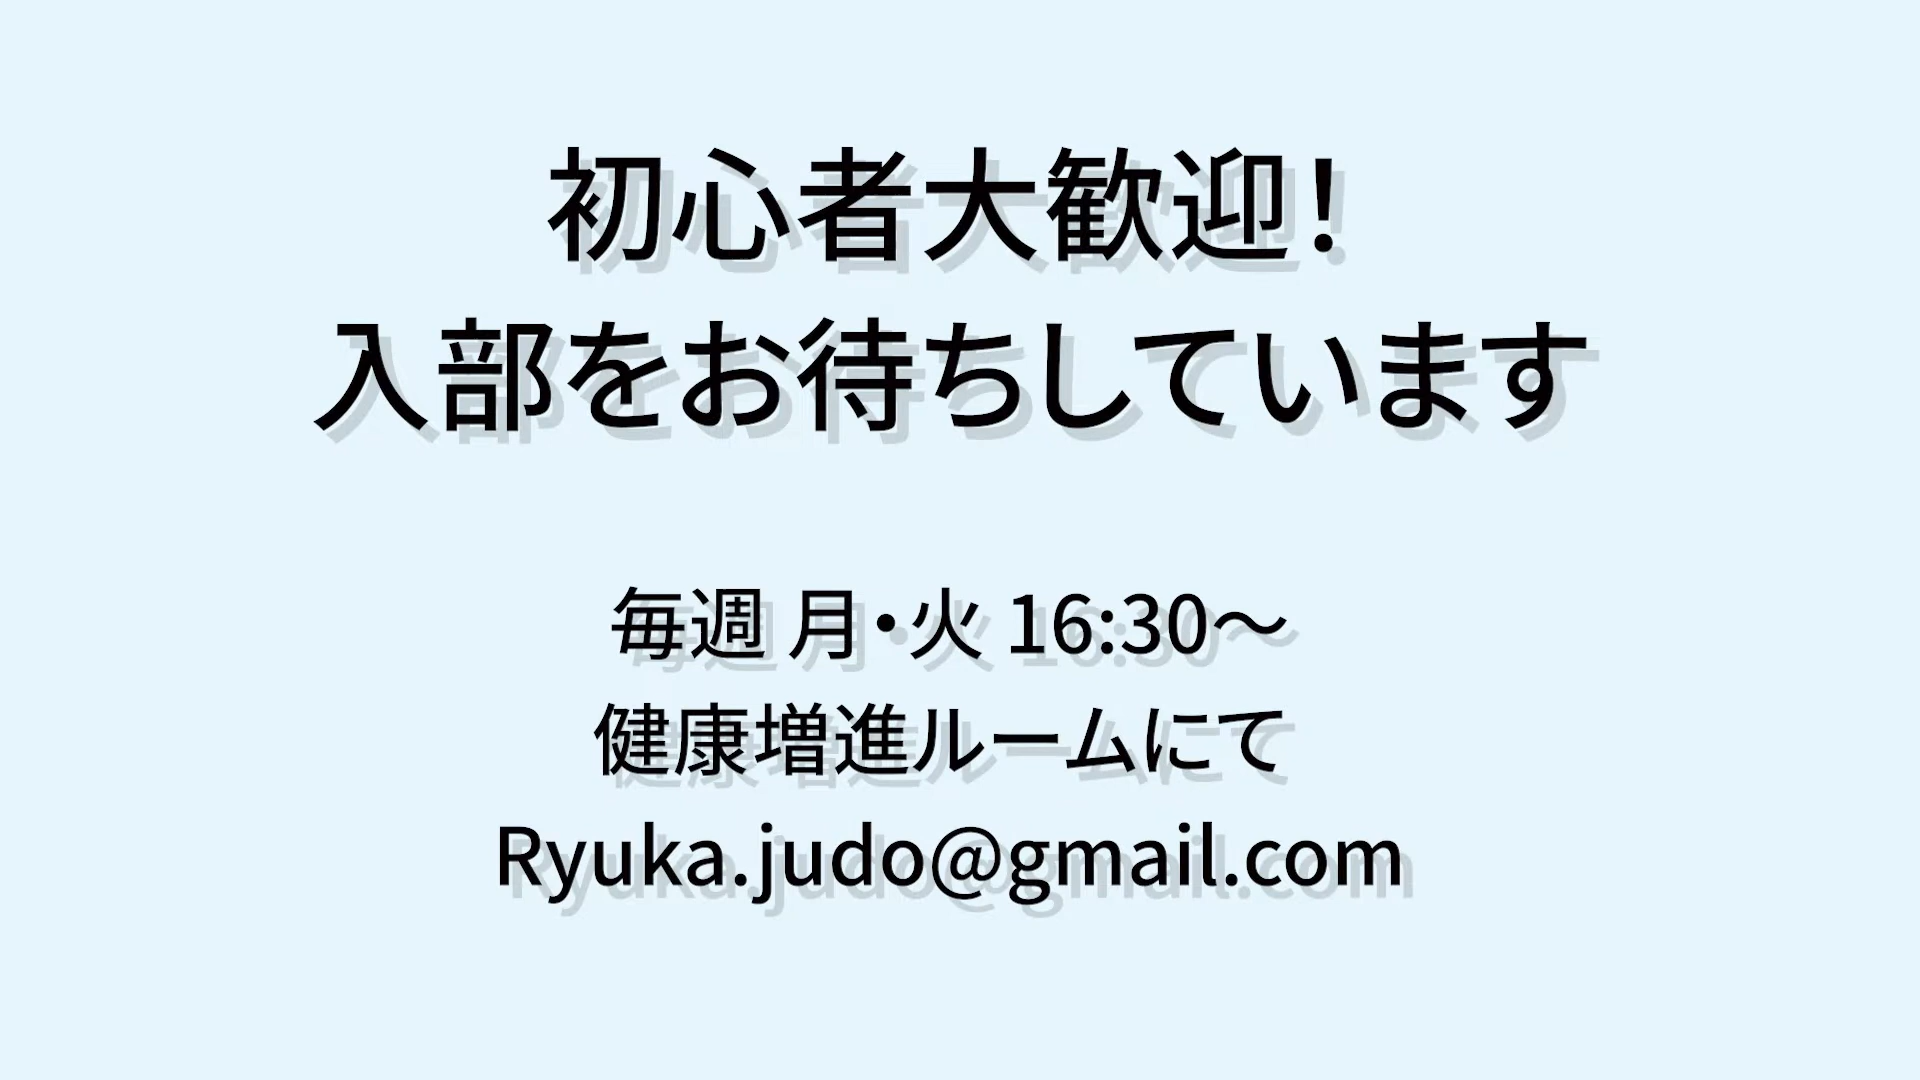 初心者大歓迎！
入部をお待ちしています
毎週 月・火 16:30～
健康増進ルームにて
Ryuka.judo@gmail.com